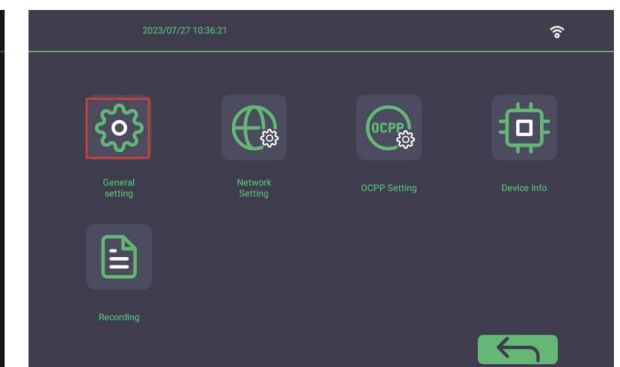 2023/07/27 10:36:21
OCPP
General
setting
Network
Setting
OCPP Setting
Device Info
Recording